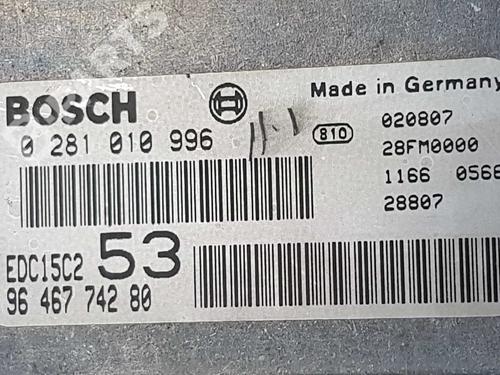 BOSCH
Made in Germany
0 281 010 996
810
020807
28FM0000
1166 0566
28807
EDC15C2 53
96 467 742 80